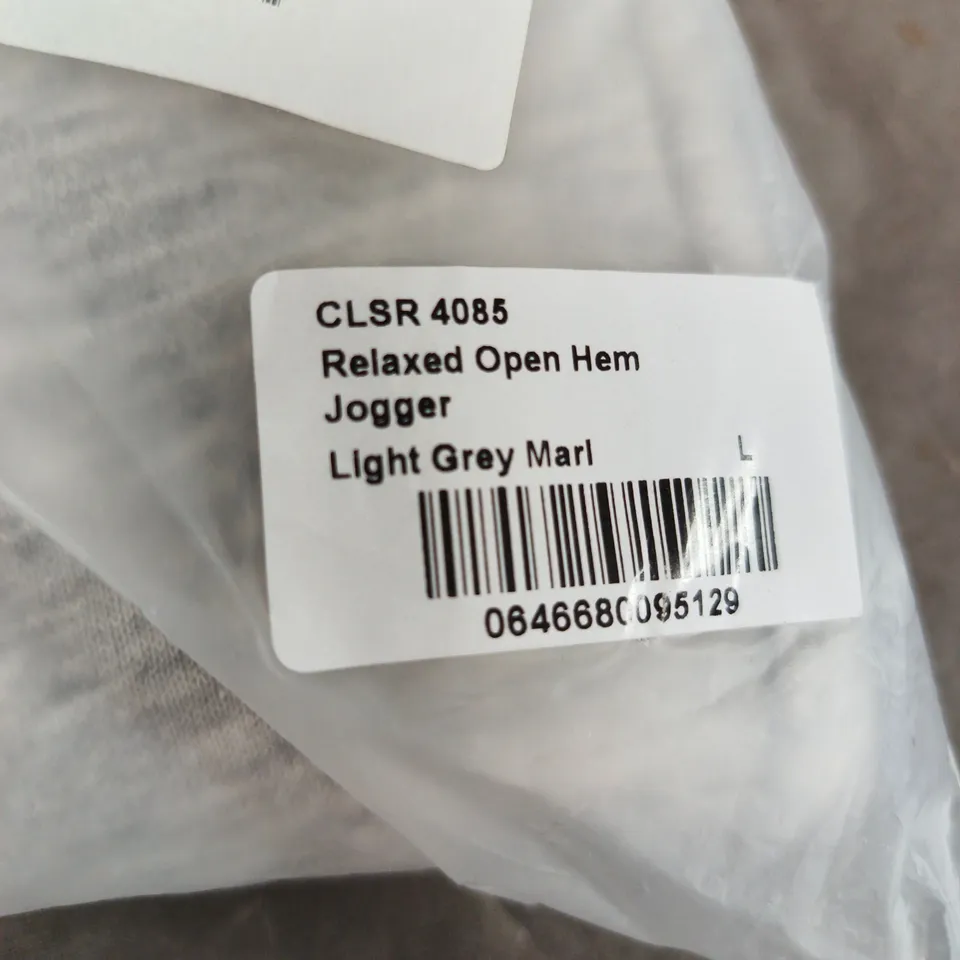 CLSR 4085
Relaxed Open Hem
Jogger
Light Grey Marl
L
0646680095129